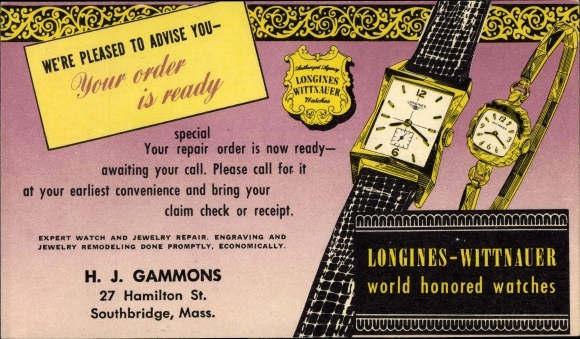 WE'RE PLEASED TO ADVISE YOU—
Your order
is ready
Authorized Agency
LONGINES
WITTNAUER
Watches
special
Your repair order is now ready—
awaiting your call. Please call for it
at your earliest convenience and bring your
claim check or receipt.
EXPERT WATCH AND JEWELRY REPAIR. ENGRAVING AND
JEWELRY REMODELING DONE PROMPTLY, ECONOMICALLY.
H. J. GAMMONS
27 Hamilton St.
Southbridge, Mass.
LONGINES
LONGINES-WITTNAUER
world honored watches